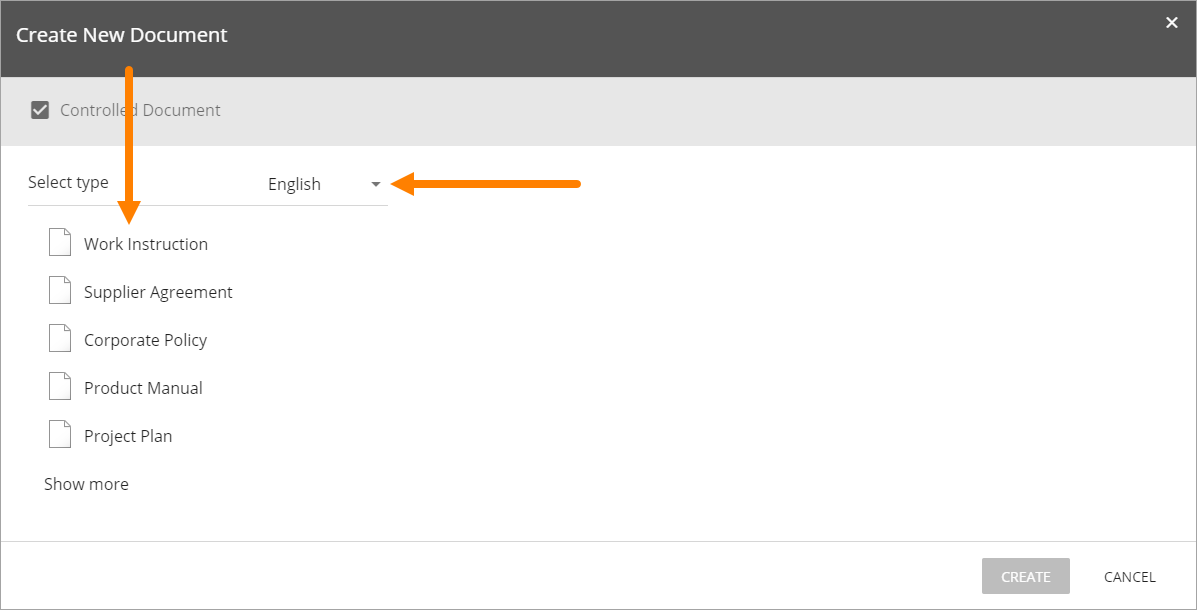 Create New Document
Controlled Document
Select type English
Work Instruction
Supplier Agreement
Corporate Policy
Product Manual
Project Plan
Show more
CREATE CANCEL